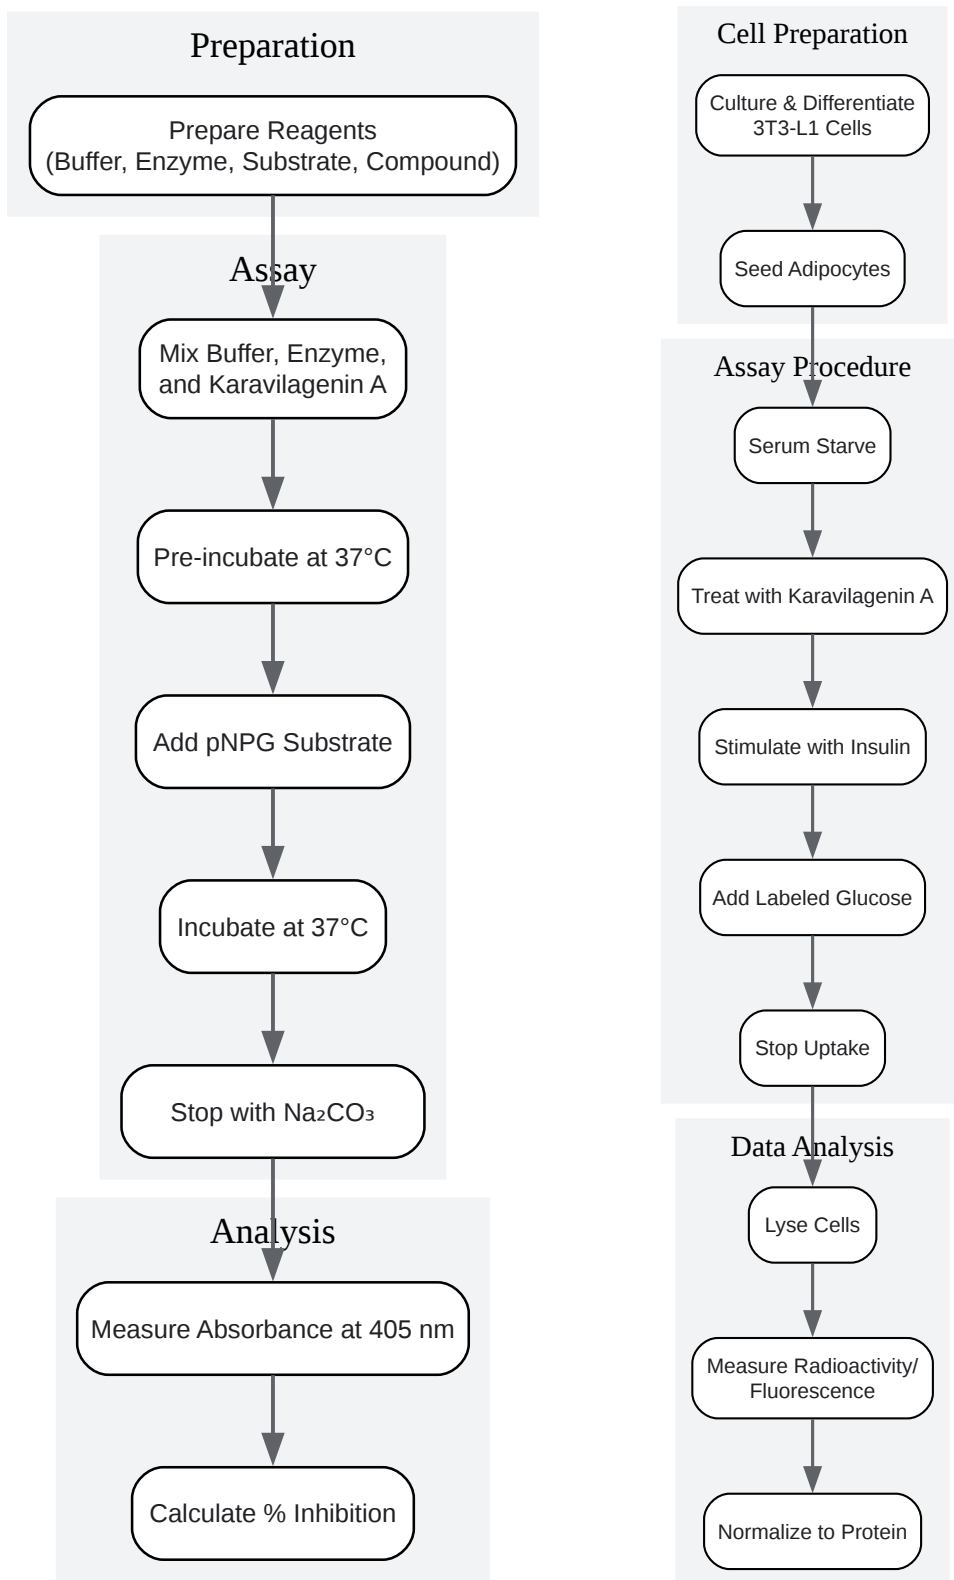 Preparation
Prepare Reagents
(Buffer, Enzyme, Substrate, Compound)
Assay
Mix Buffer, Enzyme,
and Karavilagenin A
Pre-incubate at 37°C
Add pNPG Substrate
Incubate at 37°C
Stop with Na₂CO₃
Analysis
Measure Absorbance at 405 nm
Calculate % Inhibition
Cell Preparation
Culture & Differentiate
3T3-L1 Cells
Seed Adipocytes
Assay Procedure
Serum Starve
Treat with Karavilagenin A
Stimulate with Insulin
Add Labeled Glucose
Stop Uptake
Data Analysis
Lyse Cells
Measure Radioactivity/
Fluorescence
Normalize to Protein